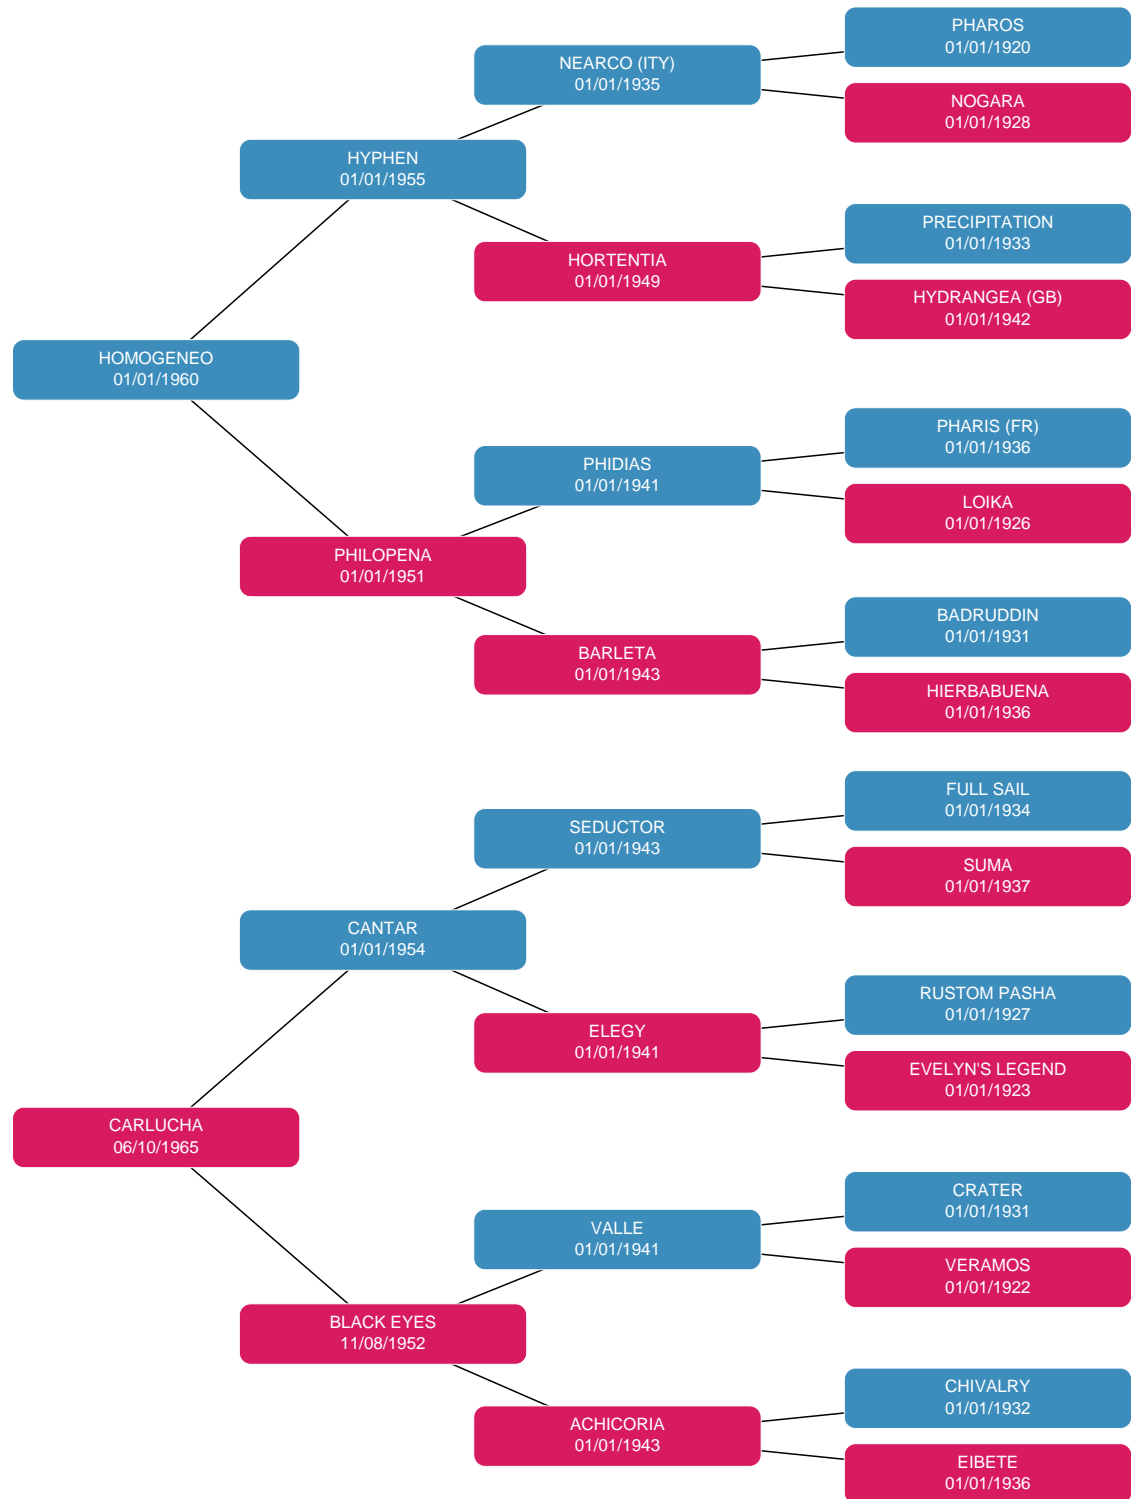 PHAROS
01/01/1920
NEARCO (ITY)
01/01/1935
NOGARA
01/01/1928
HYPHEN
01/01/1955
PRECIPITATION
01/01/1933
HORTENTIA
01/01/1949
HYDRANGEA (GB)
01/01/1942
HOMOGENEO
01/01/1960
PHARIS (FR)
01/01/1936
PHIDIAS
01/01/1941
LOIKA
01/01/1926
PHILOPENA
01/01/1951
BADRUDDIN
01/01/1931
BARLETA
01/01/1943
HIERBABUENA
01/01/1936
FULL SAIL
01/01/1934
SEDUCTOR
01/01/1943
SUMA
01/01/1937
CANTAR
01/01/1954
RUSTOM PASHA
01/01/1927
ELEGY
01/01/1941
EVELYN'S LEGEND
01/01/1923
CARLUCHA
06/10/1965
CRATER
01/01/1931
VALLE
01/01/1941
VERAMOS
01/01/1922
BLACK EYES
11/08/1952
CHIVALRY
01/01/1932
ACHICORIA
01/01/1943
EIBETE
01/01/1936